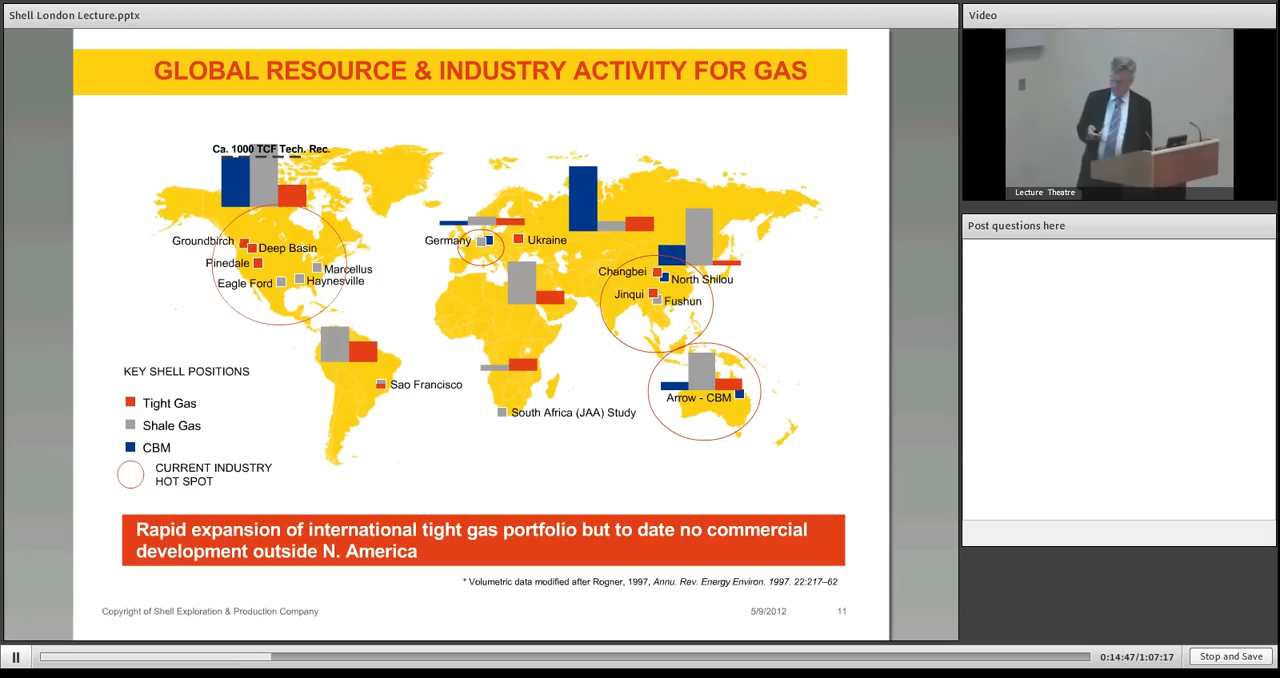 Shell London Lecture.pptx
Video
GLOBAL RESOURCE & INDUSTRY ACTIVITY FOR GAS
Ca. 1000 TCF Tech. Rec.
Lecture Theatre
Post questions here
Groundbirch
Deep Basin
Pinedale
Marcellus
Eagle Ford
Haynesville
Germany
Ukraine
Changbei
North Shilou
Jinqui
Fushun
Sao Francisco
Arrow - CBM
South Africa (JAA) Study
KEY SHELL POSITIONS
Tight Gas
Shale Gas
CBM
CURRENT INDUSTRY
HOT SPOT
Rapid expansion of international tight gas portfolio but to date no commercial
development outside N. America
* Volumetric data modified after Rogner, 1997, Annu. Rev. Energy Environ. 1997. 22:217–62
Copyright of Shell Exploration & Production Company
5/9/2012
11
0:14:47/1:07:17
Stop and Save